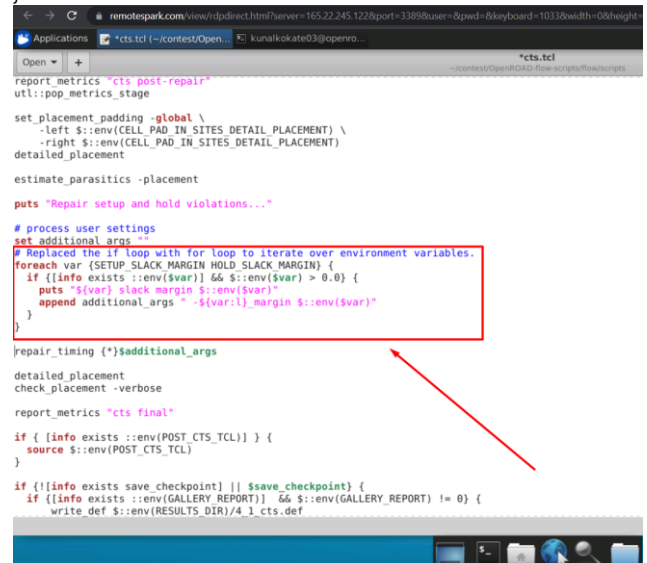 remotespark.com/view/rdpdirect.html?server=165.22.245.122&port=3389&user=&pwd=&keyboard=1033&width=0&height=
Applications *cts.tcl (~/contest/Open... kunalkokate03@openro...
Open + *cts.tcl
~/contest/OpenROAD-flow-scripts/flow/scripts
report_metrics "cts post-repair"
utl::pop_metrics_stage
set_placement_padding -global \
-left $::env(CELL_PAD_IN_SITES_DETAIL_PLACEMENT) \
-right $::env(CELL_PAD_IN_SITES_DETAIL_PLACEMENT)
detailed_placement
estimate_parasitics -placement
puts "Repair setup and hold violations..."
# process user settings
set additional_args ""
# Replaced the if loop with for loop to iterate over environment variables.
foreach var {SETUP_SLACK_MARGIN HOLD_SLACK_MARGIN} {
if {[info exists ::env($var)] && $::env($var) > 0.0} {
puts "${var} slack margin $::env($var)"
append additional_args " -${var:l}_margin $::env($var)"
}
}
repair_timing {*}$additional_args
detailed_placement
check_placement -verbose
report_metrics "cts final"
if { [info exists ::env(POST_CTS_TCL)] } {
source $::env(POST_CTS_TCL)
}
if {![info exists save_checkpoint] || $save_checkpoint} {
if {[info exists ::env(GALLERY_REPORT)] && $::env(GALLERY_REPORT) != 0} {
write_def $::env(RESULTS_DIR)/4_1_cts.def